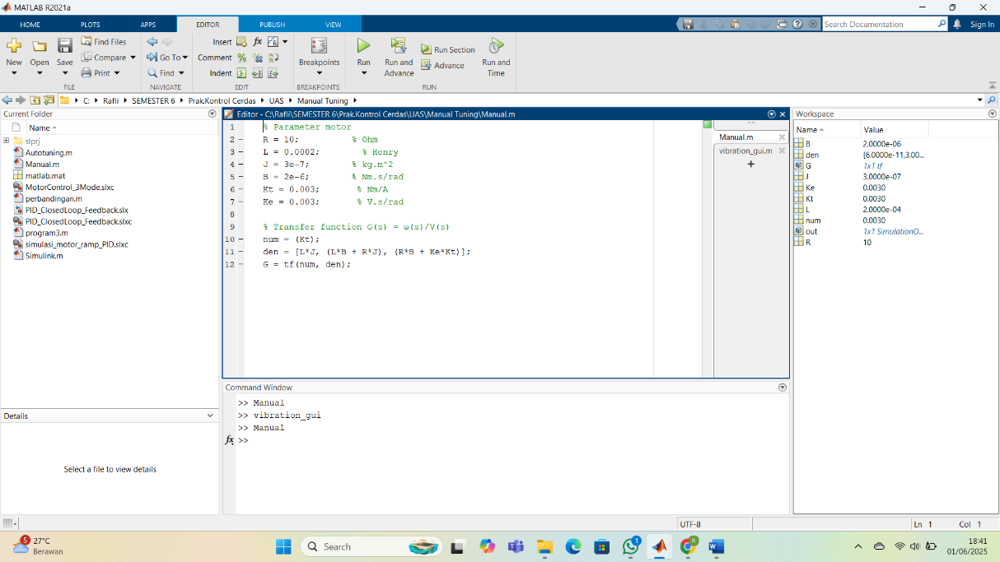 MATLAB R2021a
HOME PLOTS APPS EDITOR PUBLISH VIEW
Search Documentation
Sign In
New
Open
Save
Find Files
Compare
Print
FILE
Go To
Find
NAVIGATE
Insert fx
Comment %
Indent
EDIT
Breakpoints
BREAKPOINTS
Run
Run and Advance
Run Section
Advance
Run and Time
RUN
C: Rafli SEMESTER 6 Prak.Kontrol Cerdas UAS Manual Tuning
Current Folder
Name
slprj
Autotuning.m
Manual.m
matlab.mat
MotorControl_3Mode.slxc
perbandingan.m
PID_ClosedLoop_Feedback.slx
PID_ClosedLoop_Feedback.slxc
program3.m
simulasi_motor_ramp_PID.slxc
Simulink.m
Details
Select a file to view details
Editor - C:\Rafli\SEMESTER 6\Prak.Kontrol Cerdas\UAS\Manual Tuning\Manual.m
Manual.m
vibration_gui.m
1 % Parameter motor
2 – R = 10; % Ohm
3 – L = 0.0002; % Henry
4 – J = 3e-7; % kg.m^2
5 – B = 2e-6; % Nm.s/rad
6 – Kt = 0.003; % Nm/A
7 – Ke = 0.003; % V.s/rad
8
9 % Transfer function G(s) = ω(s)/V(s)
10 – num = (Kt);
11 – den = [L*J, (L*B + R*J), (R*B + Ke*Kt)];
12 – G = tf(num, den);
Command Window
>> Manual
>> vibration_gui
>> Manual
fx >>
Workspace
Name Value
B 2.0000e-06
den [6.0000e-11,3.00...
G 1x1 tf
J 3.0000e-07
Ke 0.0030
Kt 0.0030
L 2.0000e-04
num 0.0030
out 1x1 SimulationO...
R 10
UTF-8
Ln 1 Col 1
5
27°C
Berawan
Search
1
R
18:41
01/06/2025